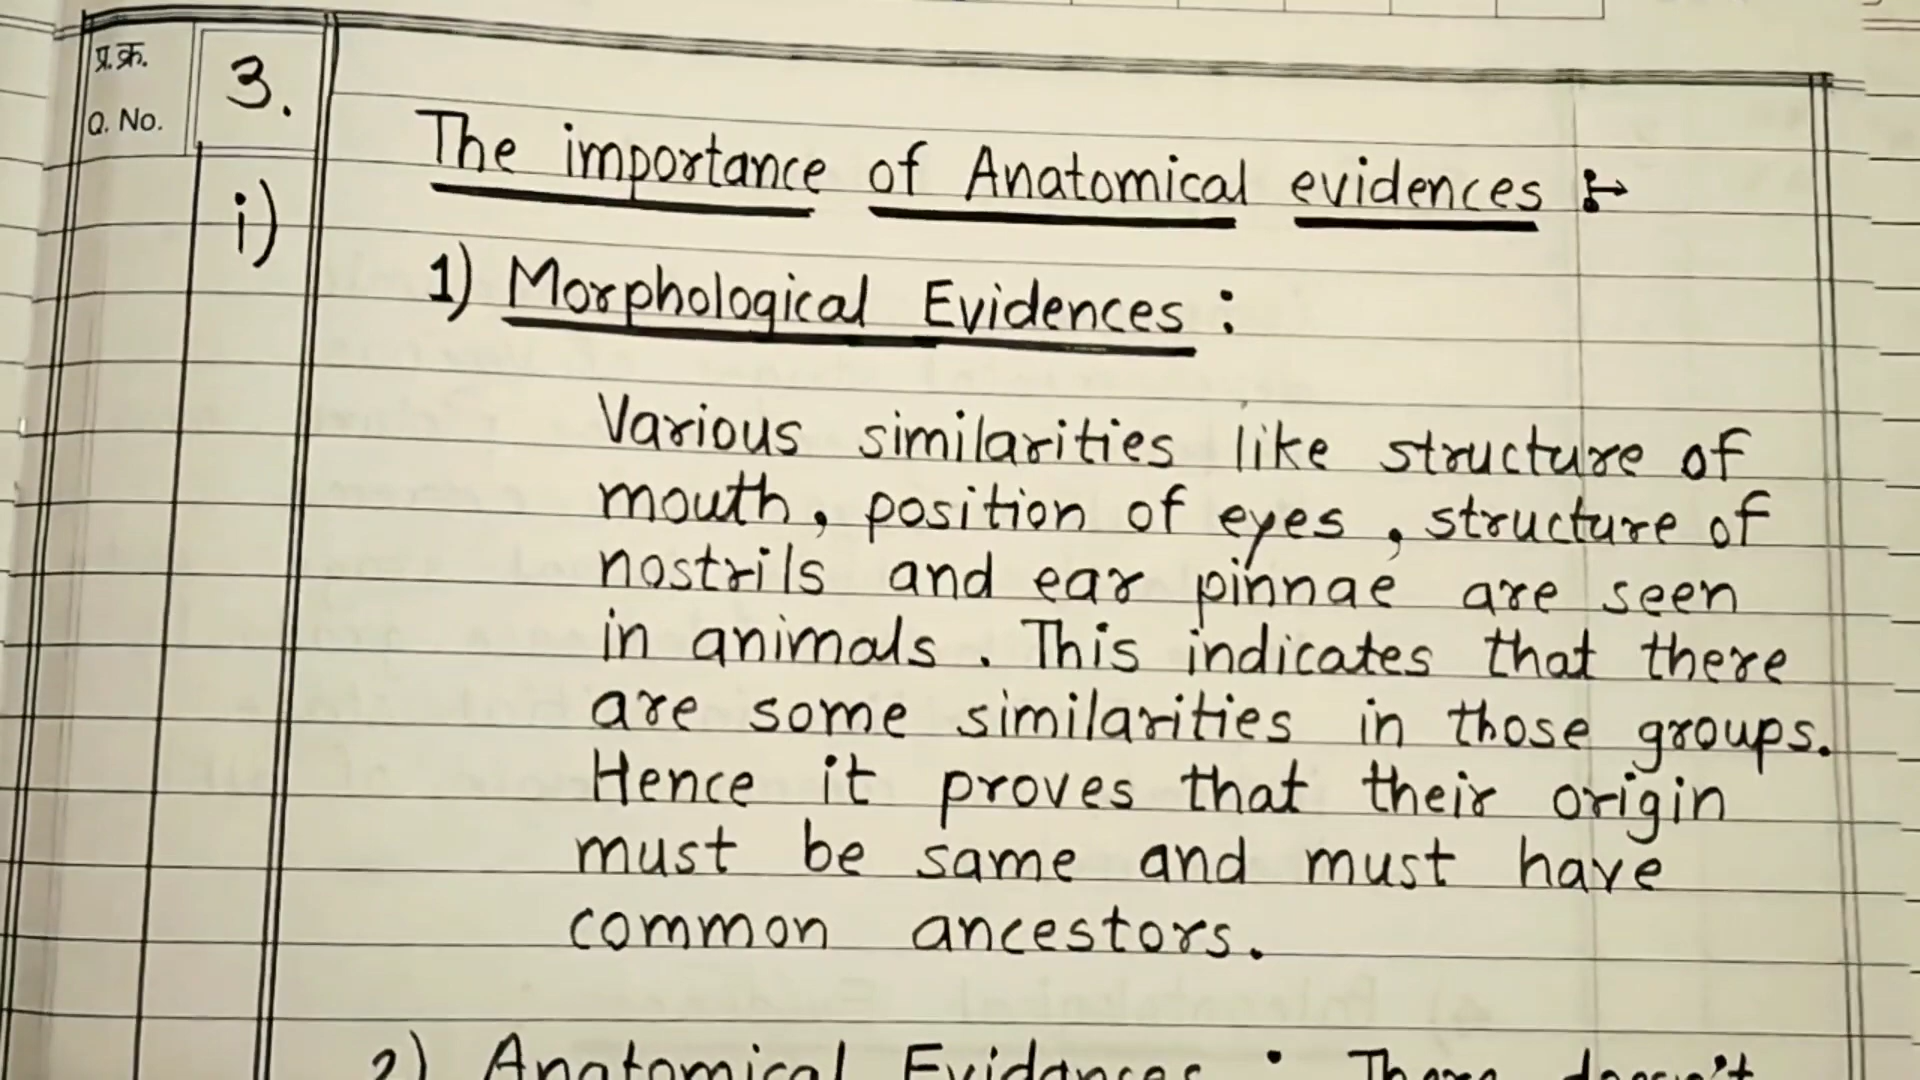 प्र.क्र.
Q. No.
3.
The importance of Anatomical evidences :→
i)
1) Morphological Evidences :
Various similarities like structure of
mouth, position of eyes, structure of
nostrils and ear pinnae are seen
in animals. This indicates that there
are some similarities in those groups.
Hence it proves that their origin
must be same and must have
common ancestors.
2) Anatomical Evidences : There doesn't